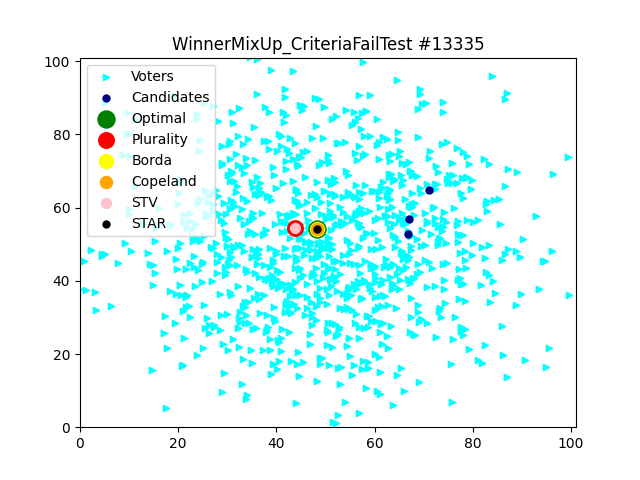 WinnerMixUp_CriteriaFailTest #13335
100
80
60
40
20
0
Voters
Candidates
Optimal
Plurality
Borda
Copeland
STV
STAR
0 20 40 60 80 100